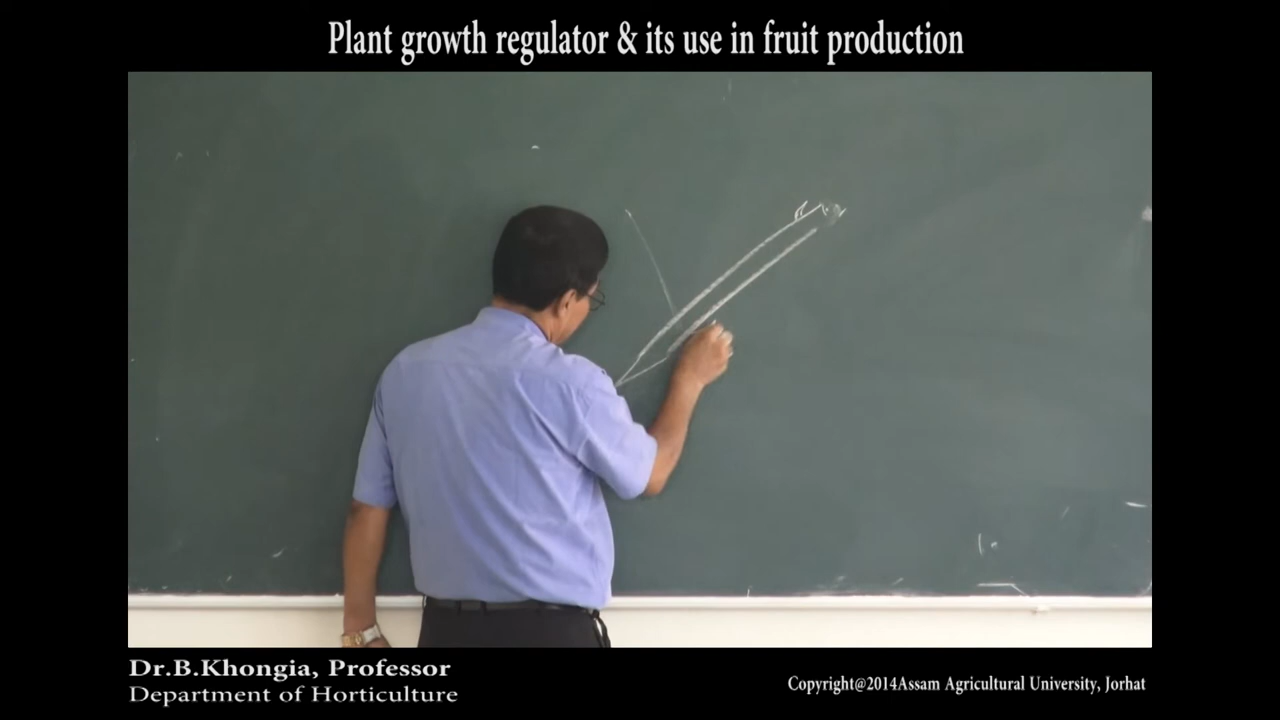 Plant growth regulator & its use in fruit production
Dr.B.Khongia, Professor
Department of Horticulture
Copyright@2014Assam Agricultural University, Jorhat